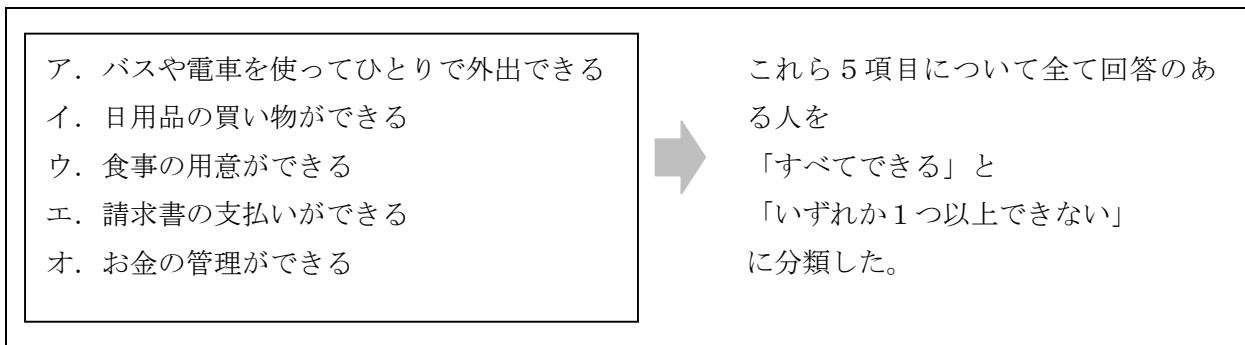 ア．バスや電車を使ってひとりで外出できる
イ．日用品の買い物ができる
ウ．食事の用意ができる
エ．請求書の支払いができる
オ．お金の管理ができる
これら５項目について全て回答のあ
る人を
「すべてできる」と
「いずれか１つ以上できない」
に分類した。